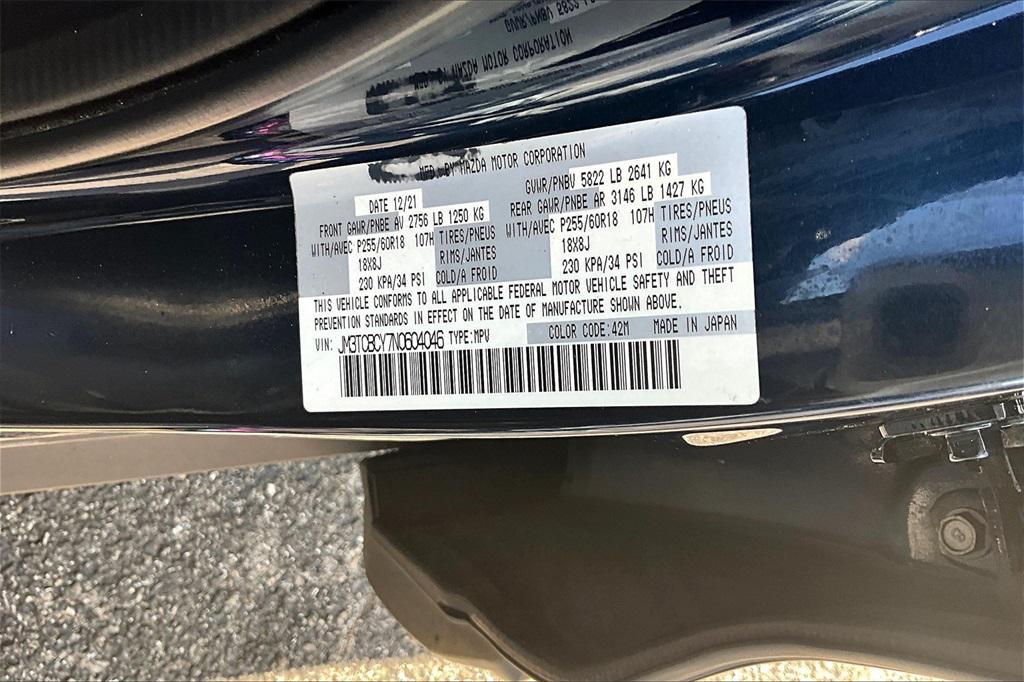 MFD. BY MAZDA MOTOR CORPORATION
DATE 12/21 GVWR/PNBV 5822 LB 2641 KG
FRONT GAWR/PNBE AV 2756 LB 1250 KG REAR GAWR/PNBE AR 3146 LB 1427 KG
WITH/AVEC P255/60R18 107H TIRES/PNEUS WITH/AVEC P255/60R18 107H TIRES/PNEUS
18X8J RIMS/JANTES 18X8J RIMS/JANTES
230 KPA/34 PSI COLD/A FROID 230 KPA/34 PSI COLD/A FROID
THIS VEHICLE CONFORMS TO ALL APPLICABLE FEDERAL MOTOR VEHICLE SAFETY AND THEFT
PREVENTION STANDARDS IN EFFECT ON THE DATE OF MANUFACTURE SHOWN ABOVE.
VIN: JM3TCBCY7N0604046 TYPE:MPV COLOR CODE:42M MADE IN JAPAN